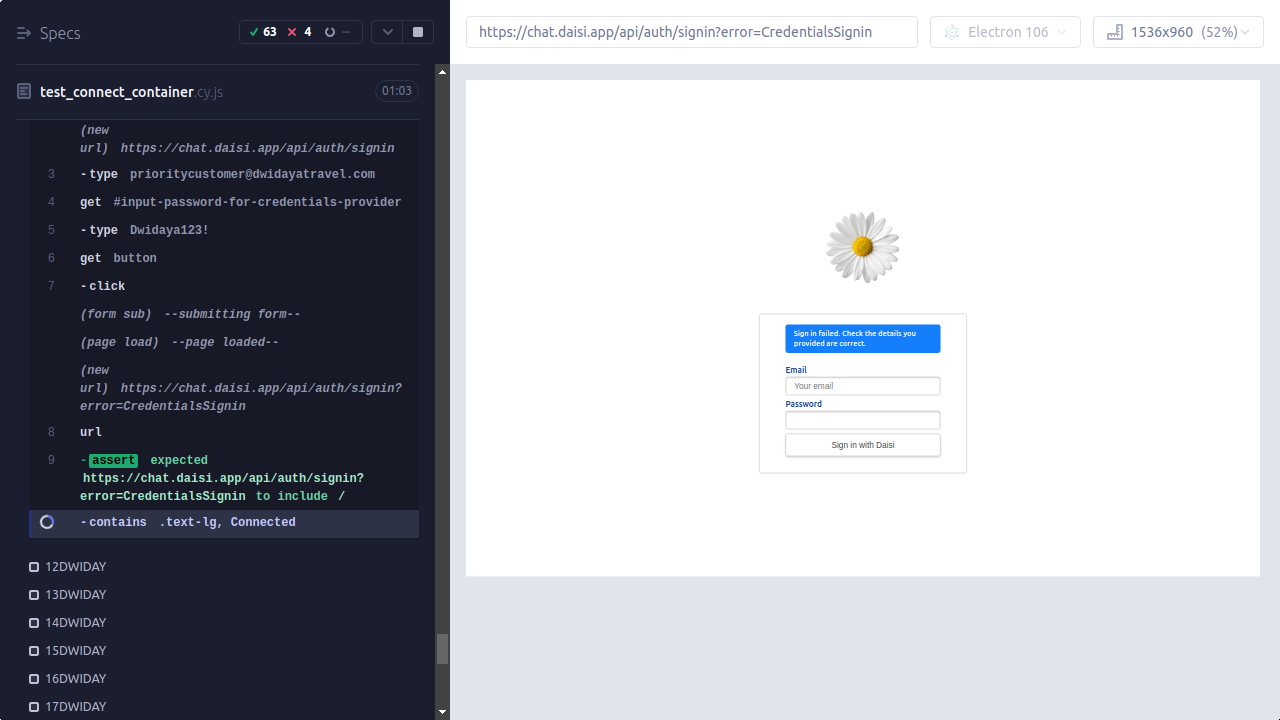 Specs
63
4
--
test_connect_container.cy.js
01:03
(new
url) https://chat.daisi.app/api/auth/signin
3 -type prioritycustomer@dwidayatravel.com
4 get #input-password-for-credentials-provider
5 -type Dwidaya123!
6 get button
7 -click
(form sub) --submitting form--
(page load) --page loaded--
(new
url) https://chat.daisi.app/api/auth/signin?
error=CredentialsSignin
8 url
9 -assert expected
https://chat.daisi.app/api/auth/signin?
error=CredentialsSignin to include /
-contains .text-lg, Connected
12DWIDAY
13DWIDAY
14DWIDAY
15DWIDAY
16DWIDAY
17DWIDAY
https://chat.daisi.app/api/auth/signin?error=CredentialsSignin
Electron 106
1536x960 (52%)
Sign in failed. Check the details you
provided are correct.
Email
Your email
Password
Sign in with Daisi